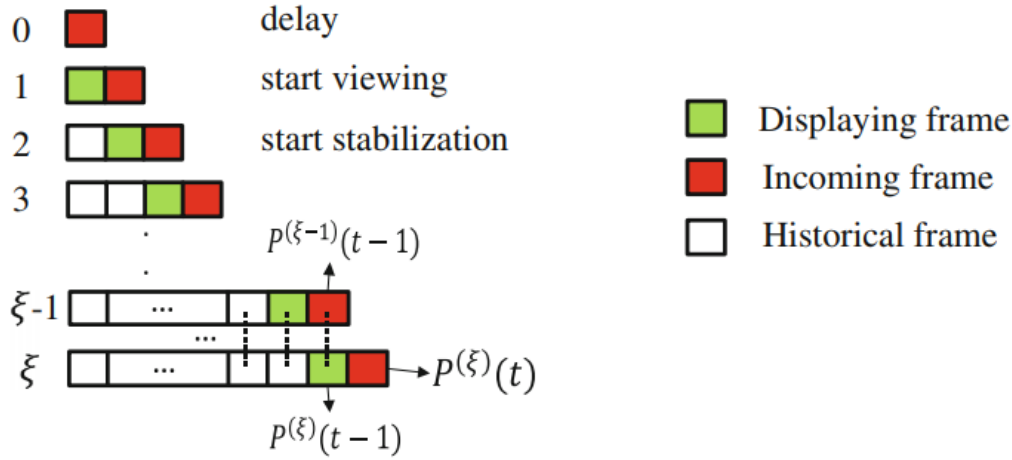 0 delay
1 start viewing
2 start stabilization
3
.
.
P^(ξ−1)(t−1)
ξ-1 ...
...
ξ ... P^(ξ)(t)
P^(ξ)(t−1)
Displaying frame
Incoming frame
Historical frame